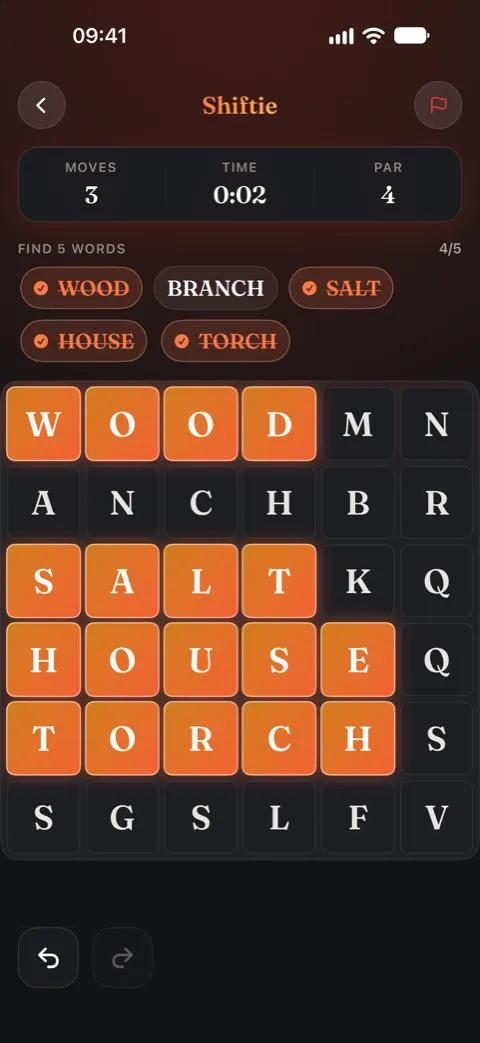 09:41
Shiftie
MOVES TIME PAR
3 0:02 4
FIND 5 WORDS 4/5
WOOD BRANCH SALT
HOUSE TORCH
W O O D M N
A N C H B R
S A L T K Q
H O U S E Q
T O R C H S
S G S L F V